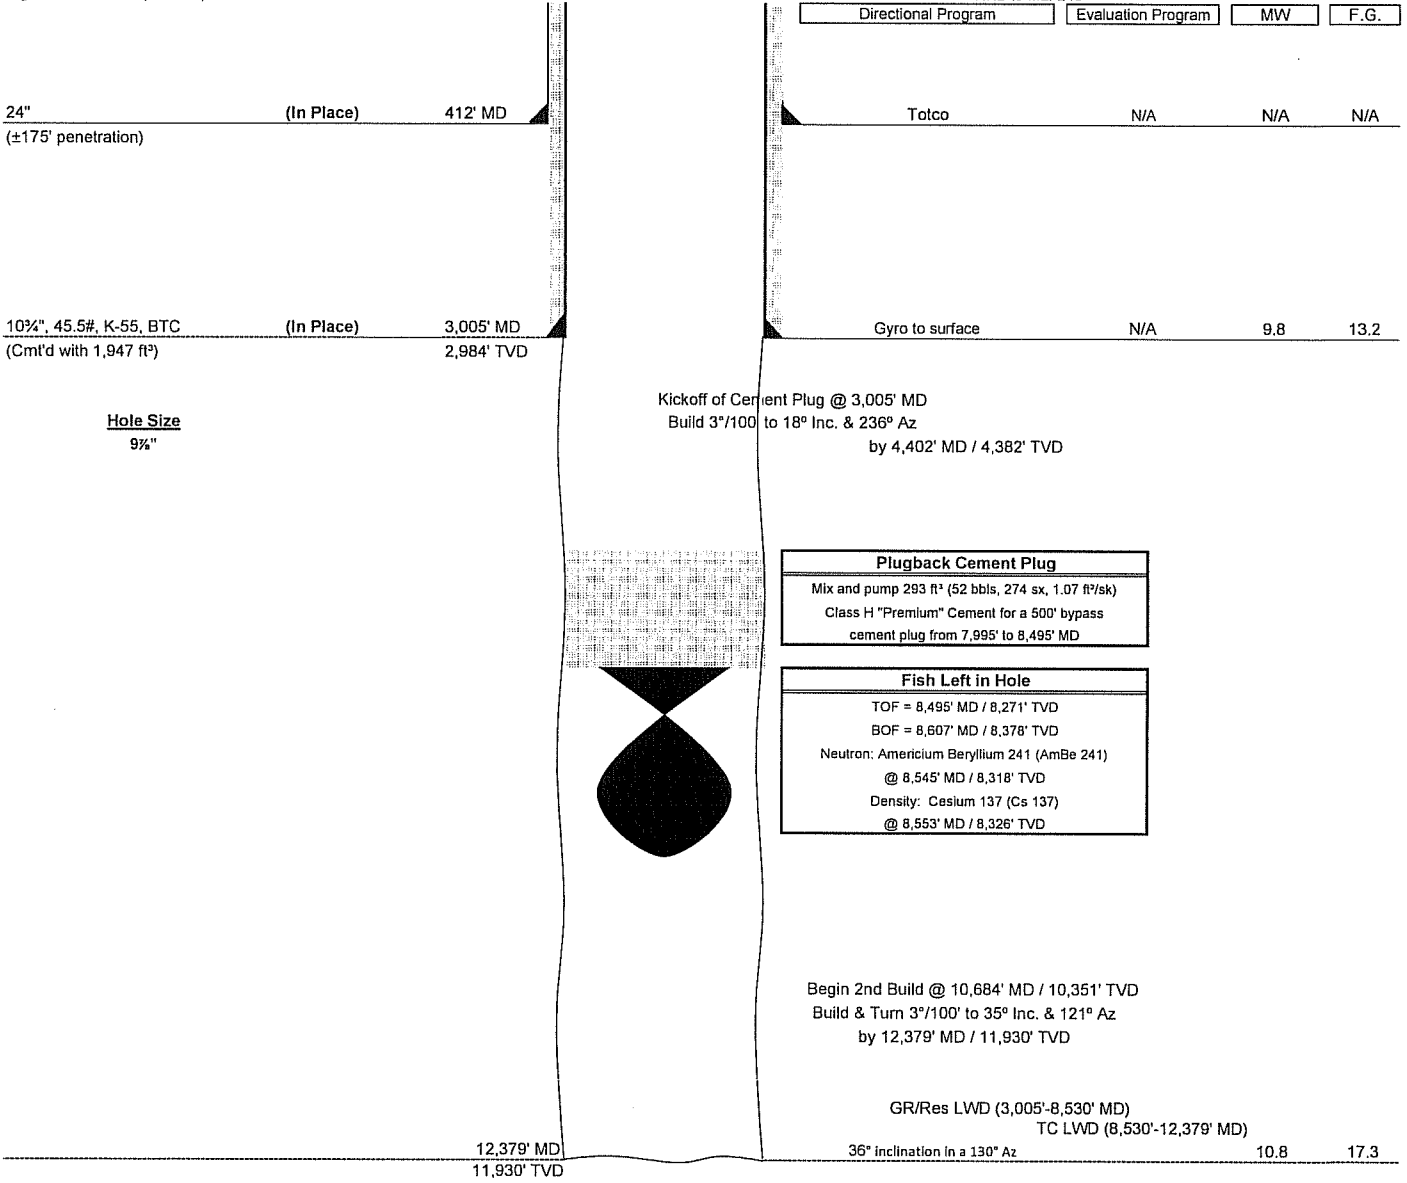 Directional Program Evaluation Program MW F.G.
24" (In Place) 412' MD Totco N/A N/A N/A
(±175' penetration)
10¾", 45.5#, K-55, BTC (In Place) 3,005' MD Gyro to surface N/A 9.8 13.2
(Cmt'd with 1,947 ft³) 2,984' TVD
Kickoff of Cement Plug @ 3,005' MD
Build 3°/100 to 18° Inc. & 236° Az
by 4,402' MD / 4,382' TVD
Hole Size
9⅞"
Plugback Cement Plug
Mix and pump 293 ft³ (52 bbls, 274 sx, 1.07 ft³/sk)
Class H "Premium" Cement for a 500' bypass
cement plug from 7,995' to 8,495' MD
Fish Left in Hole
TOF = 8,495' MD / 8,271' TVD
BOF = 8,607' MD / 8,378' TVD
Neutron: Americium Beryllium 241 (AmBe 241)
@ 8,545' MD / 8,318' TVD
Density: Cesium 137 (Cs 137)
@ 8,553' MD / 8,326' TVD
Begin 2nd Build @ 10,684' MD / 10,351' TVD
Build & Turn 3°/100' to 35º Inc. & 121º Az
by 12,379' MD / 11,930' TVD
GR/Res LWD (3,005'-8,530' MD)
TC LWD (8,530'-12,379' MD)
12,379' MD 36° inclination in a 130° Az 10.8 17.3
11,930' TVD